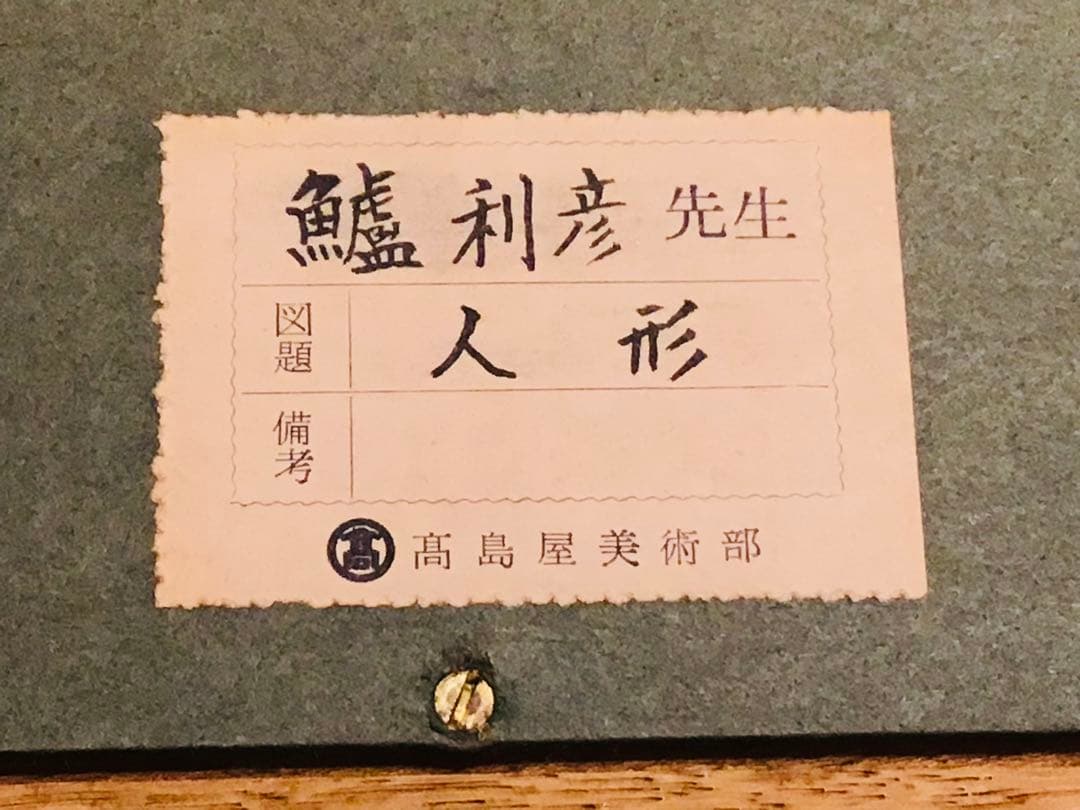 鱸利彦 先生
図題 人形
備考
髙 髙島屋美術部